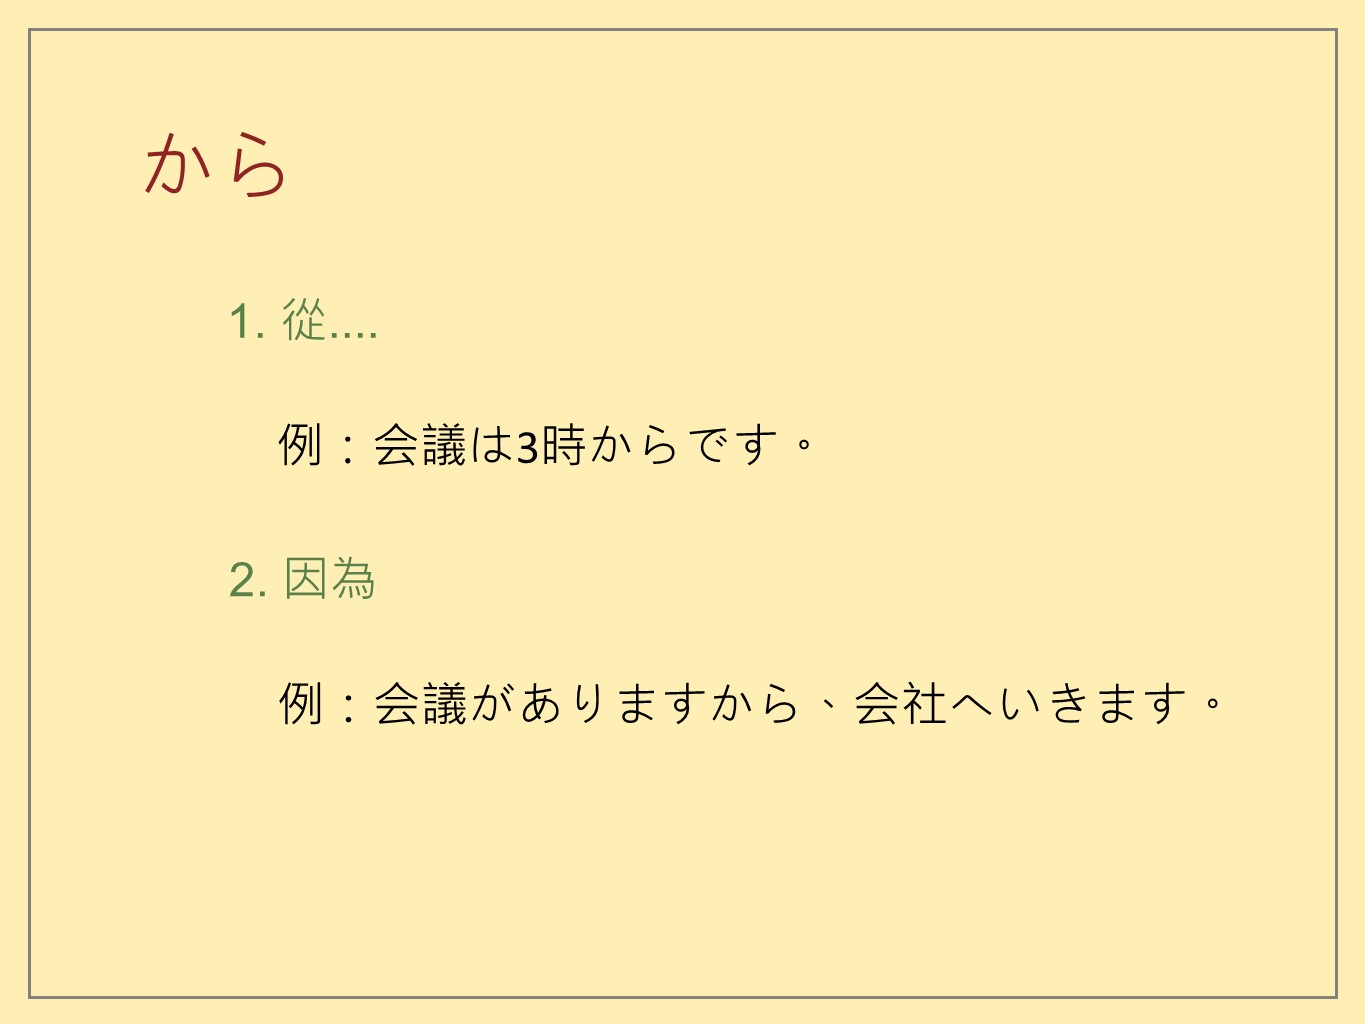 から
1. 從....
例：会議は3時からです。
2. 因為
例：会議がありますから、会社へいきます。